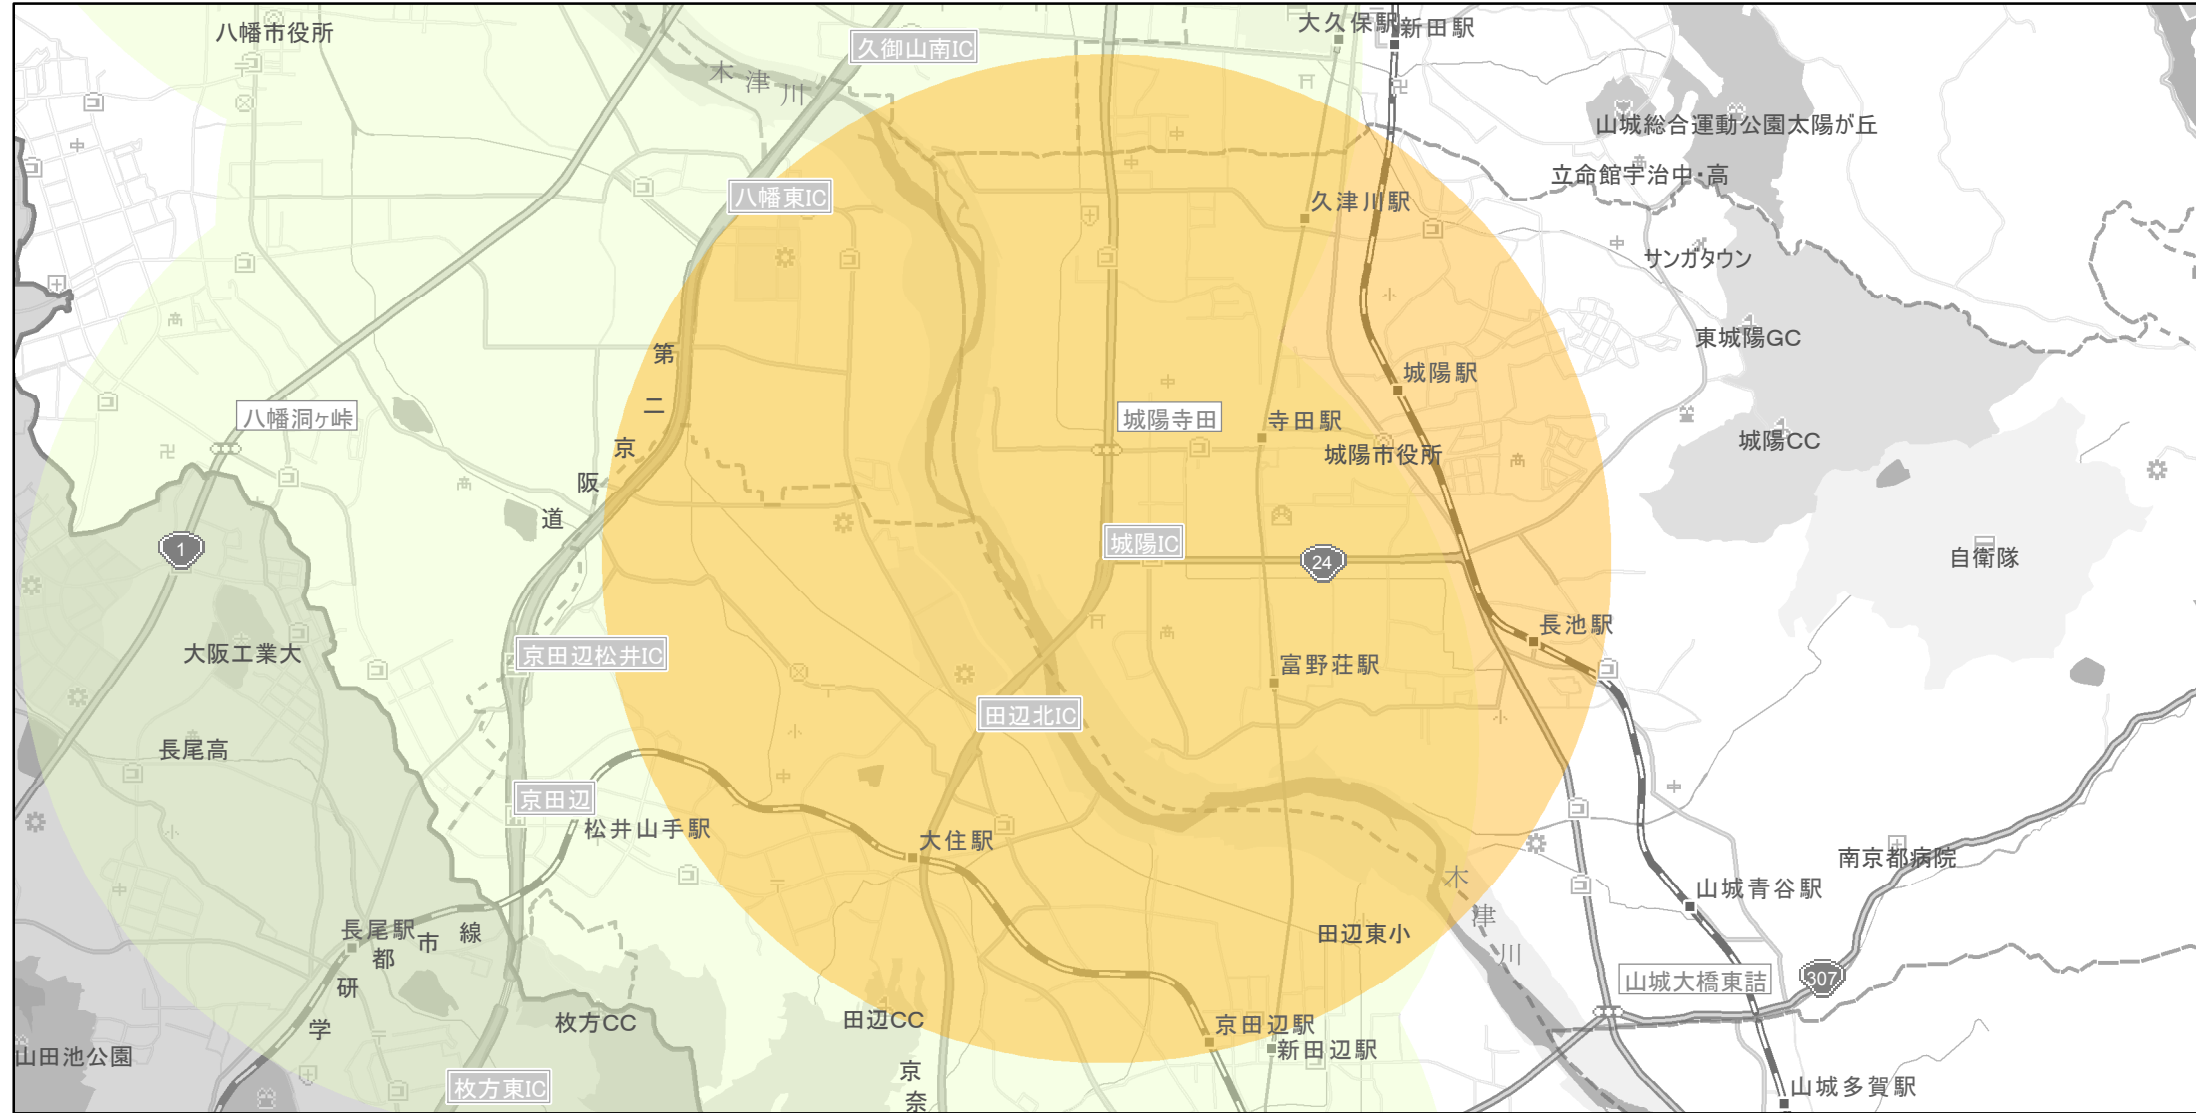 八幡市役所
久御山南IC
大久保駅
新田駅
木津川
山城総合運動公園太陽が丘
立命館宇治中・高
八幡東IC
久津川駅
サンガタウン
東城陽GC
第二京阪道
城陽駅
八幡洞ヶ峠
城陽寺田
寺田駅
城陽市役所
城陽CC
1
城陽IC
24
自衛隊
大阪工業大
京田辺松井IC
長池駅
富野荘駅
田辺北IC
長尾高
京田辺
松井山手駅
大住駅
南京都病院
山城青谷駅
木津川
長尾駅
学研都市線
田辺東小
山城大橋東詰
307
枚方CC
田辺CC
京田辺駅
新田辺駅
山田池公園
枚方東IC
京奈
山城多賀駅